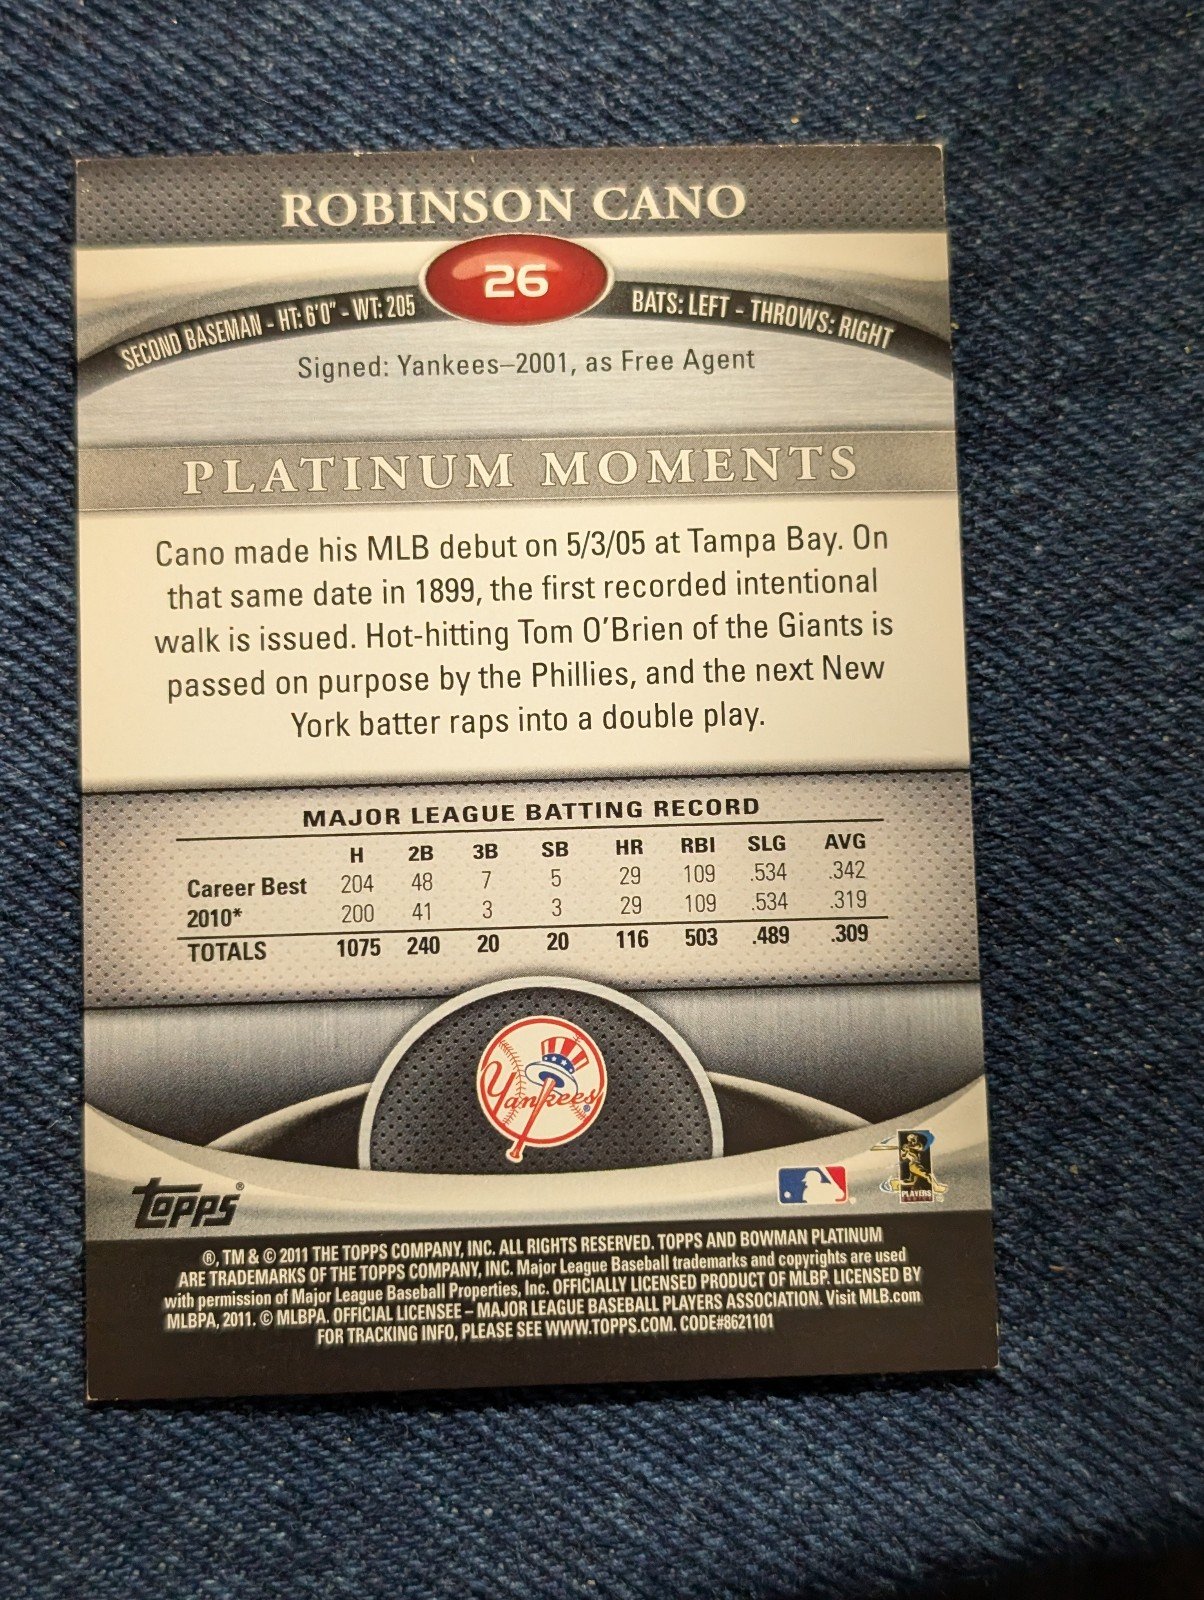 ROBINSON CANO
26
SECOND BASEMAN - HT: 6'0" - WT: 205
BATS: LEFT - THROWS: RIGHT
Signed: Yankees–2001, as Free Agent
PLATINUM MOMENTS
Cano made his MLB debut on 5/3/05 at Tampa Bay. On
that same date in 1899, the first recorded intentional
walk is issued. Hot-hitting Tom O'Brien of the Giants is
passed on purpose by the Phillies, and the next New
York batter raps into a double play.
MAJOR LEAGUE BATTING RECORD
H 2B 3B SB HR RBI SLG AVG
Career Best 204 48 7 5 29 109 .534 .342
2010* 200 41 3 3 29 109 .534 .319
TOTALS 1075 240 20 20 116 503 .489 .309
Yankees®
PLAYERS
Topps®
®, TM & © 2011 THE TOPPS COMPANY, INC. ALL RIGHTS RESERVED. TOPPS AND BOWMAN PLATINUM
ARE TRADEMARKS OF THE TOPPS COMPANY, INC. Major League Baseball trademarks and copyrights are used
with permission of Major League Baseball Properties, Inc. OFFICIALLY LICENSED PRODUCT OF MLBP. LICENSED BY
MLBPA, 2011. © MLBPA. OFFICIAL LICENSEE – MAJOR LEAGUE BASEBALL PLAYERS ASSOCIATION. Visit MLB.com
FOR TRACKING INFO, PLEASE SEE WWW.TOPPS.COM. CODE#8621101